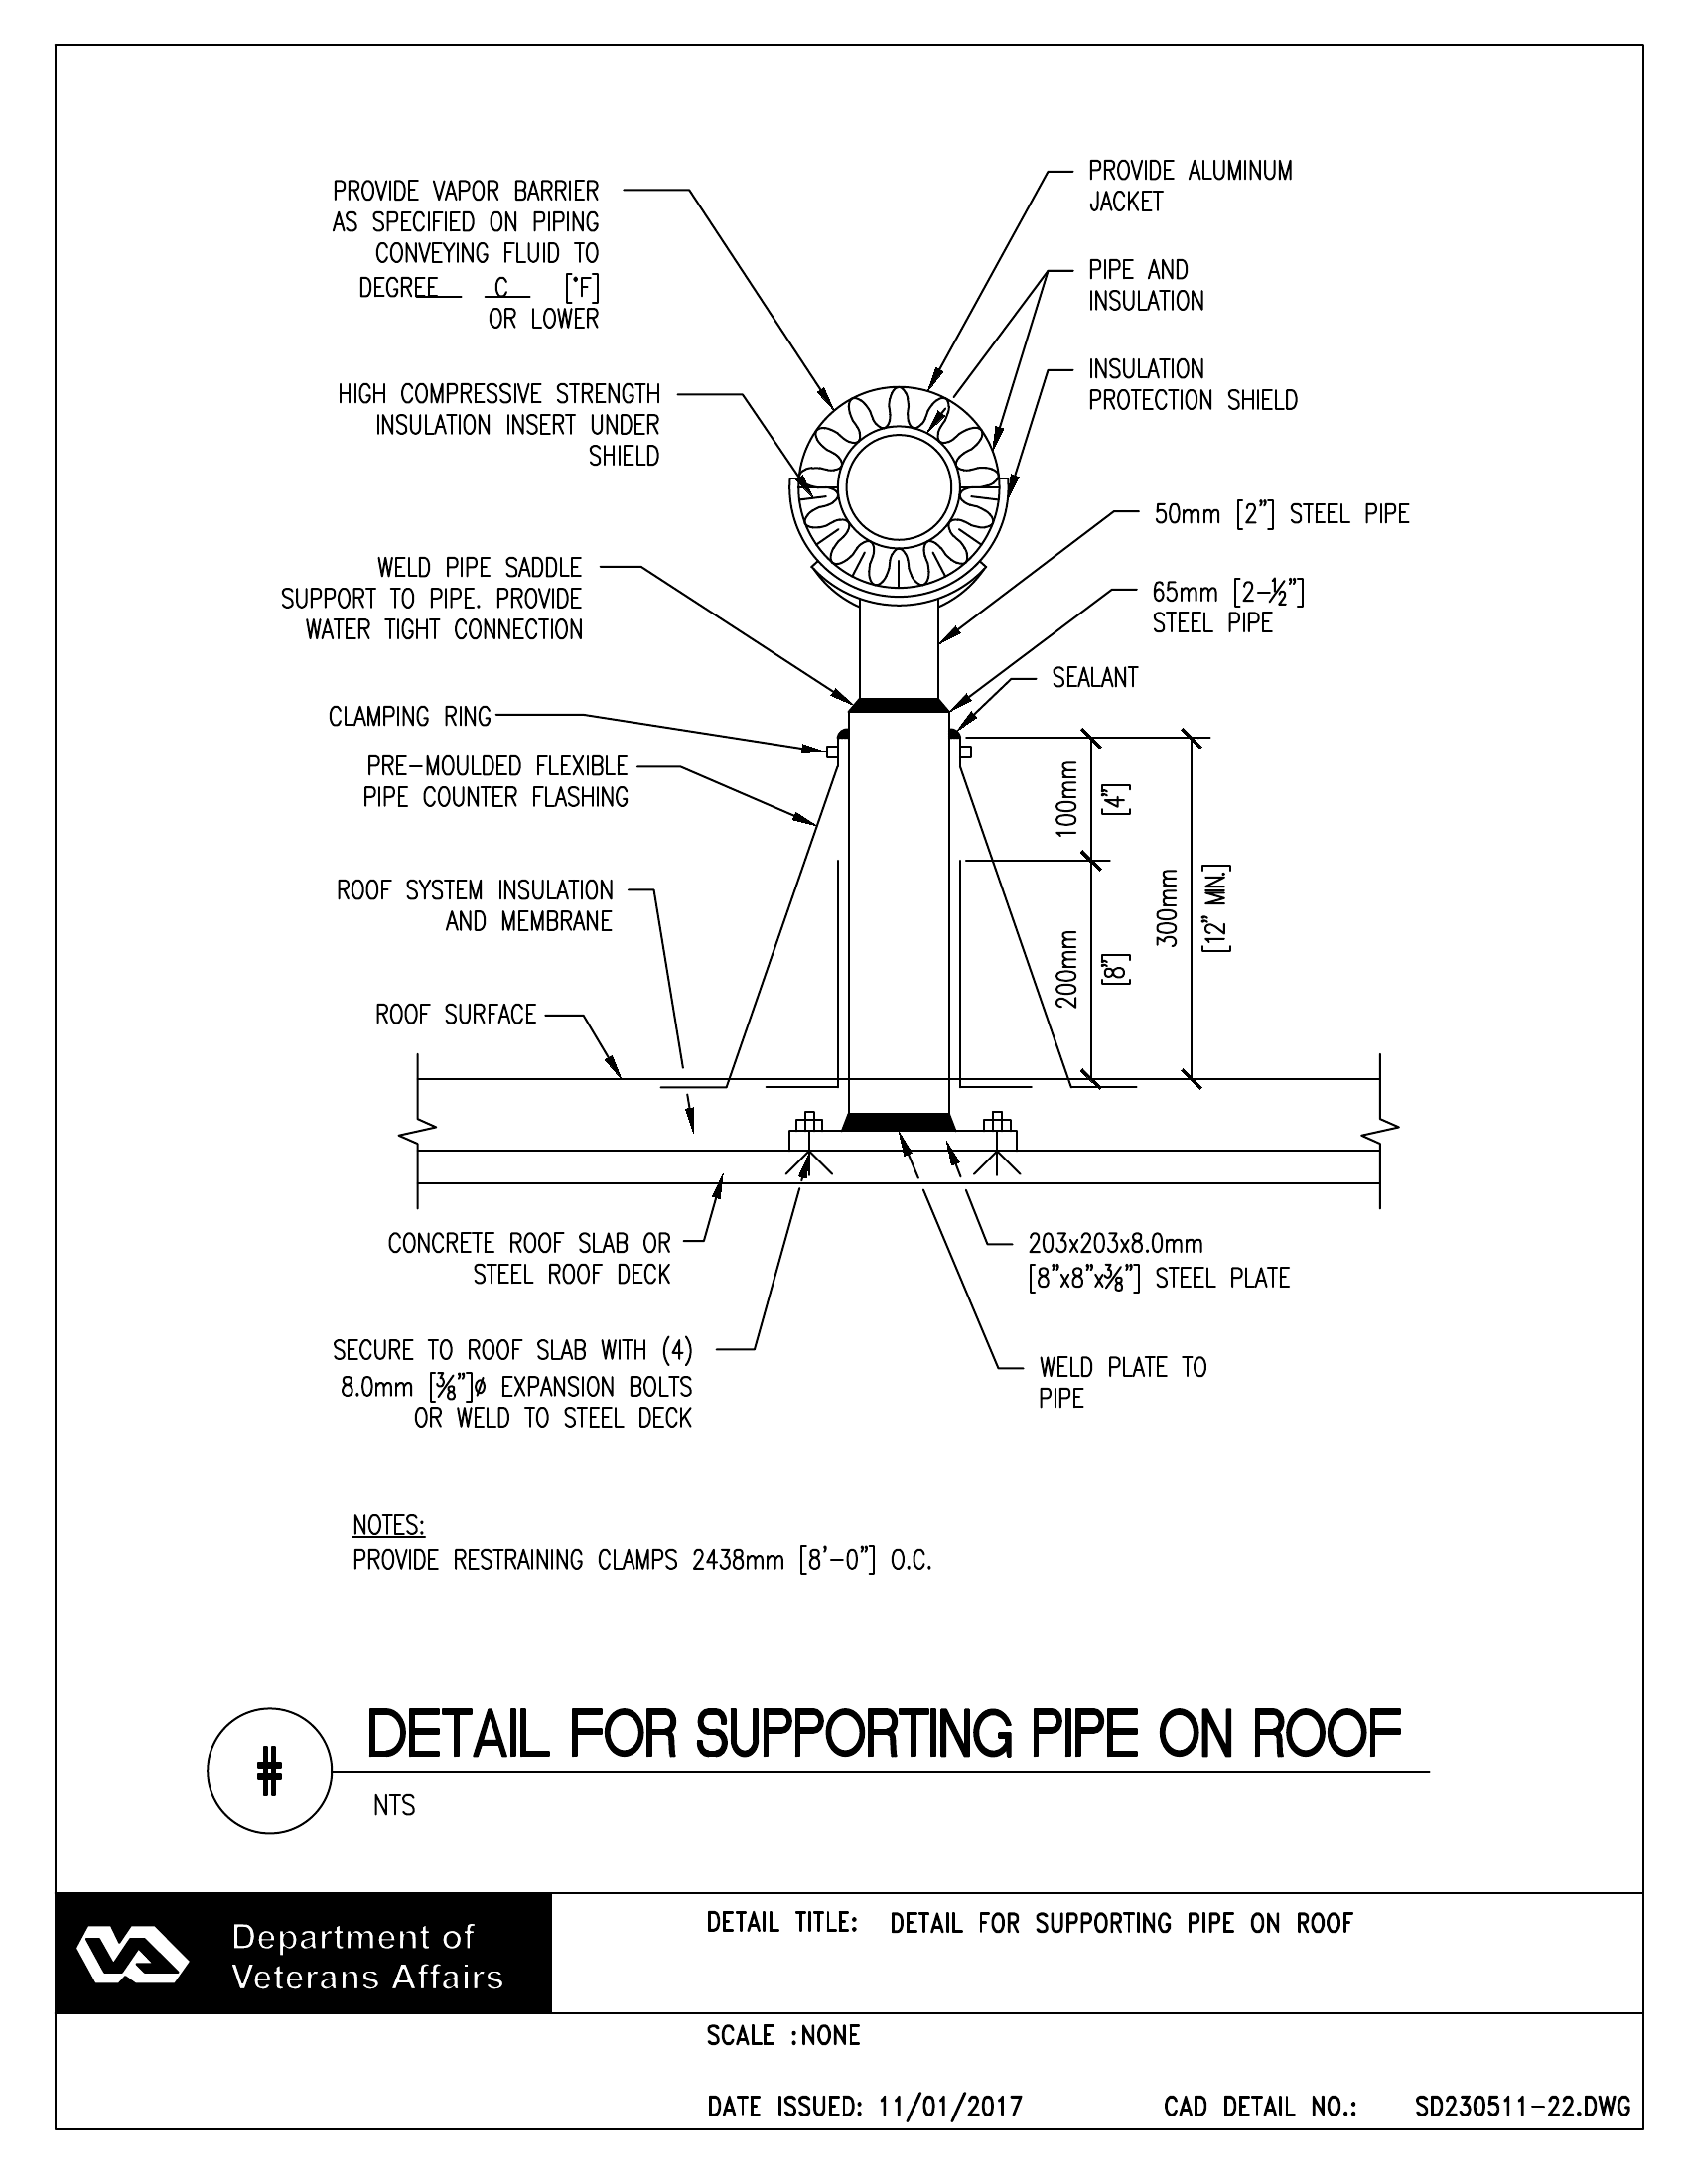 PROVIDE VAPOR BARRIER
AS SPECIFIED ON PIPING
CONVEYING FLUID TO
DEGREE C [°F]
OR LOWER
HIGH COMPRESSIVE STRENGTH
INSULATION INSERT UNDER
SHIELD
WELD PIPE SADDLE
SUPPORT TO PIPE. PROVIDE
WATER TIGHT CONNECTION
CLAMPING RING
PRE-MOULDED FLEXIBLE
PIPE COUNTER FLASHING
ROOF SYSTEM INSULATION
AND MEMBRANE
ROOF SURFACE
CONCRETE ROOF SLAB OR
STEEL ROOF DECK
SECURE TO ROOF SLAB WITH (4)
8.0mm [⅜"]ø EXPANSION BOLTS
OR WELD TO STEEL DECK
PROVIDE ALUMINUM
JACKET
PIPE AND
INSULATION
INSULATION
PROTECTION SHIELD
50mm [2"] STEEL PIPE
65mm [2-½"]
STEEL PIPE
SEALANT
100mm
[4"]
200mm
[8"]
300mm
[12" MIN.]
203x203x8.0mm
[8"x8"x⅜"] STEEL PLATE
WELD PLATE TO
PIPE
NOTES:
PROVIDE RESTRAINING CLAMPS 2438mm [8'-0"] O.C.
#
DETAIL FOR SUPPORTING PIPE ON ROOF
NTS
VA
Department of
Veterans Affairs
DETAIL TITLE: DETAIL FOR SUPPORTING PIPE ON ROOF
SCALE :NONE
DATE ISSUED: 11/01/2017
CAD DETAIL NO.: SD230511-22.DWG